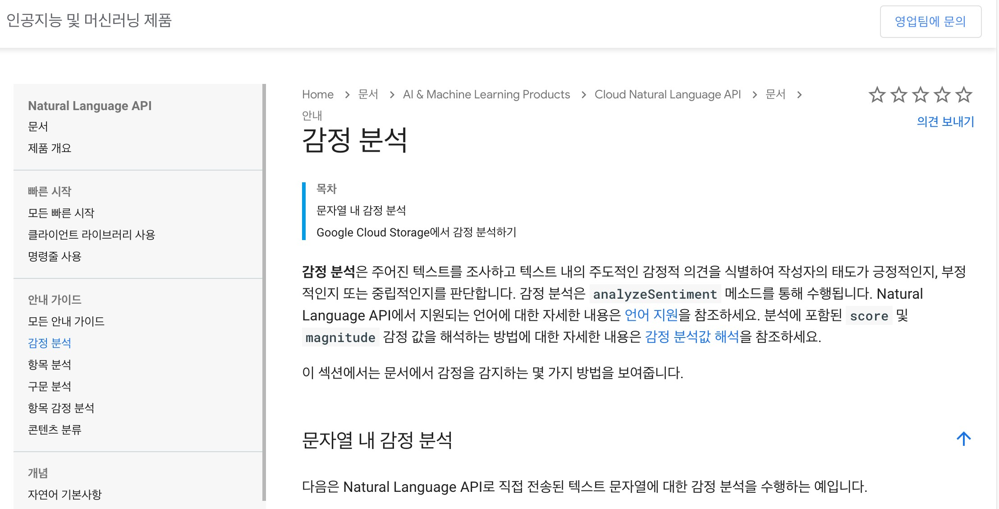 인공지능 및 머신러닝 제품
영업팀에 문의
Natural Language API
문서
제품 개요
빠른 시작
모든 빠른 시작
클라이언트 라이브러리 사용
명령줄 사용
안내 가이드
모든 안내 가이드
감정 분석
항목 분석
구문 분석
항목 감정 분석
콘텐츠 분류
개념
자연어 기본사항
Home > 문서 > AI & Machine Learning Products > Cloud Natural Language API > 문서 >
안내
의견 보내기
감정 분석
목차
문자열 내 감정 분석
Google Cloud Storage에서 감정 분석하기
감정 분석은 주어진 텍스트를 조사하고 텍스트 내의 주도적인 감정적 의견을 식별하여 작성자의 태도가 긍정적인지, 부정
적인지 또는 중립적인지를 판단합니다. 감정 분석은 analyzeSentiment 메소드를 통해 수행됩니다. Natural
Language API에서 지원되는 언어에 대한 자세한 내용은 언어 지원을 참조하세요. 분석에 포함된 score 및
magnitude 감정 값을 해석하는 방법에 대한 자세한 내용은 감정 분석값 해석을 참조하세요.
이 섹션에서는 문서에서 감정을 감지하는 몇 가지 방법을 보여줍니다.
문자열 내 감정 분석
다음은 Natural Language API로 직접 전송된 텍스트 문자열에 대한 감정 분석을 수행하는 예입니다.